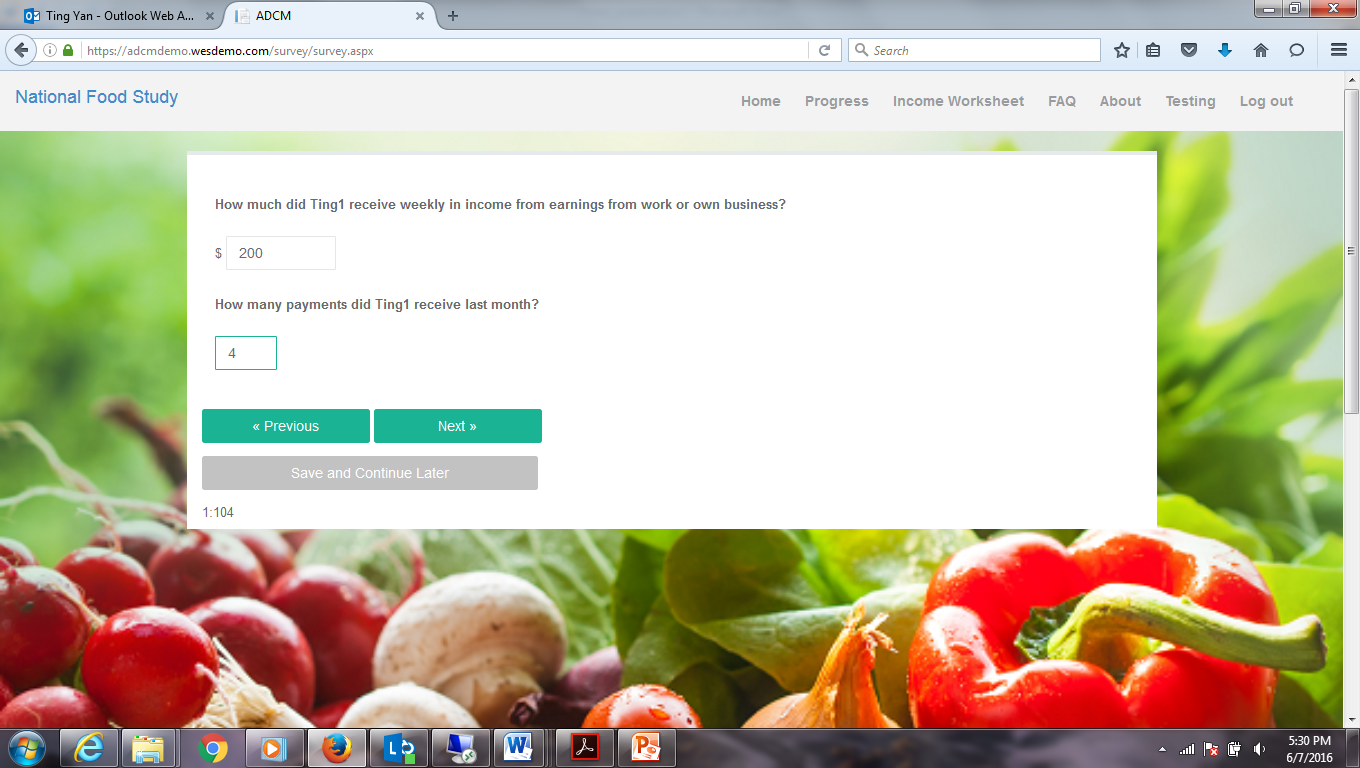 Ting Yan - Outlook Web A...
ADCM
https://adcmdemo.wesdemo.com/survey/survey.aspx
Search
National Food Study
Home Progress Income Worksheet FAQ About Testing Log out
How much did Ting1 receive weekly in income from earnings from work or own business?
$ 200
How many payments did Ting1 receive last month?
4
« Previous Next »
Save and Continue Later
1:104
5:30 PM
6/7/2016